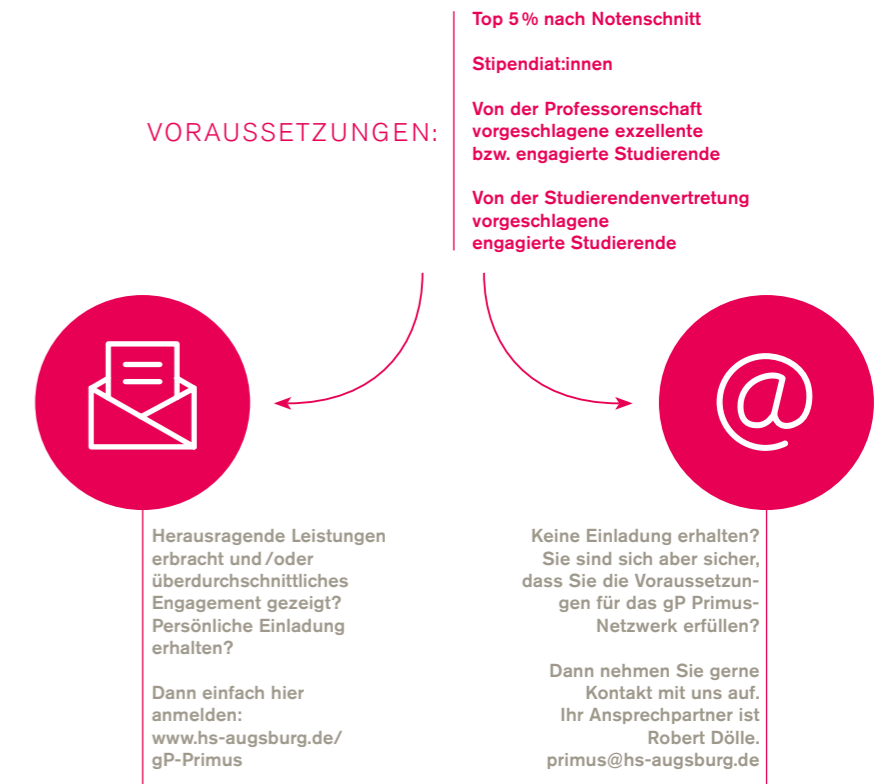 VORAUSSETZUNGEN:
Top 5 % nach Notenschnitt
Stipendiat:innen
Von der Professorenschaft
vorgeschlagene exzellente
bzw. engagierte Studierende
Von der Studierendenvertretung
vorgeschlagene
engagierte Studierende
@
Herausragende Leistungen
erbracht und/oder
überdurchschnittliches
Engagement gezeigt?
Persönliche Einladung
erhalten?
Dann einfach hier
anmelden:
www.hs-augsburg.de/
gP-Primus
Keine Einladung erhalten?
Sie sind sich aber sicher,
dass Sie die Voraussetzun-
gen für das gP Primus-
Netzwerk erfüllen?
Dann nehmen Sie gerne
Kontakt mit uns auf.
Ihr Ansprechpartner ist
Robert Dölle.
primus@hs-augsburg.de